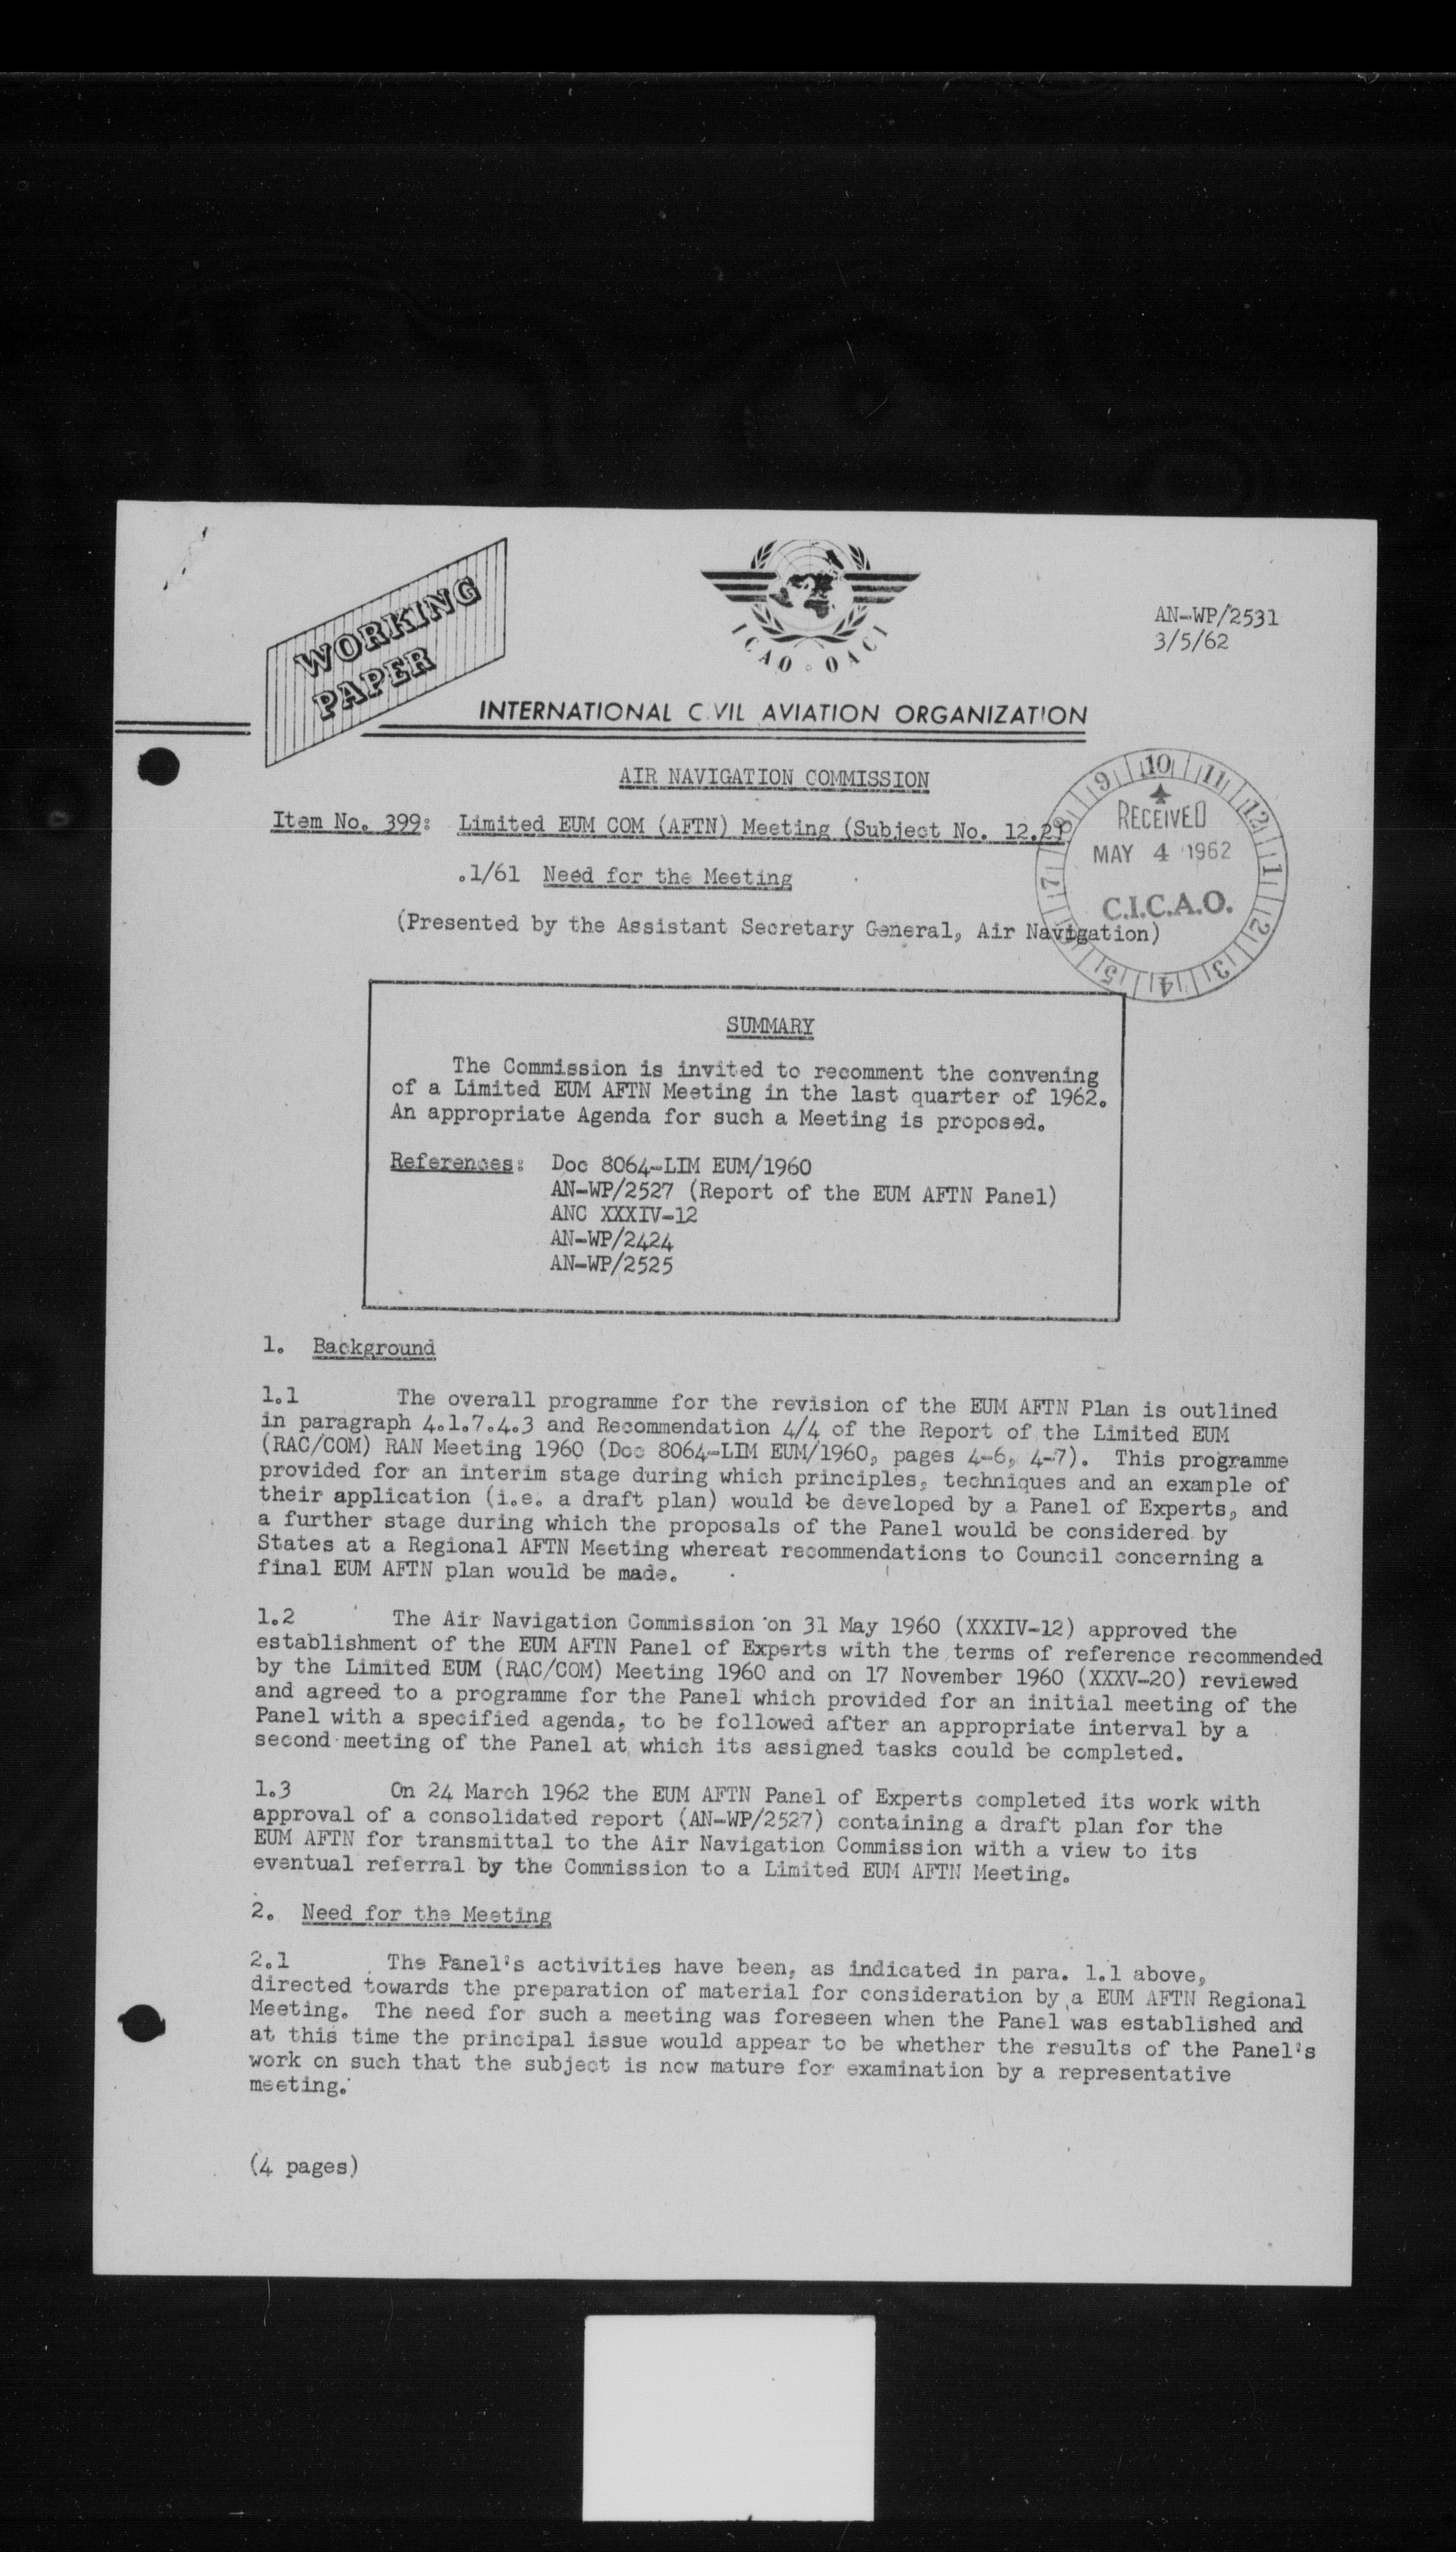 WORKING
PAPER
ICAO · OACI
AN-WP/2531
3/5/62
INTERNATIONAL C.VIL AVIATION ORGANIZATION
AIR NAVIGATION COMMISSION
Item No. 399: Limited EUM COM (AFTN) Meeting (Subject No. 12.2)
.1/61 Need for the Meeting
(Presented by the Assistant Secretary General, Air Navigation)
9 10 11 12 1 2 3 4 5 7 8
RECEIVED
MAY 4 1962
C.I.C.A.O.
SUMMARY
The Commission is invited to recomment the convening
of a Limited EUM AFTN Meeting in the last quarter of 1962.
An appropriate Agenda for such a Meeting is proposed.
References: Doc 8064-LIM EUM/1960
AN-WP/2527 (Report of the EUM AFTN Panel)
ANC XXXIV-12
AN-WP/2424
AN-WP/2525
1. Background
1.1 The overall programme for the revision of the EUM AFTN Plan is outlined
in paragraph 4.1.7.4.3 and Recommendation 4/4 of the Report of the Limited EUM
(RAC/COM) RAN Meeting 1960 (Doc 8064-LIM EUM/1960, pages 4-6, 4-7). This programme
provided for an interim stage during which principles, techniques and an example of
their application (i.e. a draft plan) would be developed by a Panel of Experts, and
a further stage during which the proposals of the Panel would be considered by
States at a Regional AFTN Meeting whereat recommendations to Council concerning a
final EUM AFTN plan would be made.
1.2 The Air Navigation Commission on 31 May 1960 (XXXIV-12) approved the
establishment of the EUM AFTN Panel of Experts with the terms of reference recommended
by the Limited EUM (RAC/COM) Meeting 1960 and on 17 November 1960 (XXXV-20) reviewed
and agreed to a programme for the Panel which provided for an initial meeting of the
Panel with a specified agenda, to be followed after an appropriate interval by a
second meeting of the Panel at which its assigned tasks could be completed.
1.3 On 24 March 1962 the EUM AFTN Panel of Experts completed its work with
approval of a consolidated report (AN-WP/2527) containing a draft plan for the
EUM AFTN for transmittal to the Air Navigation Commission with a view to its
eventual referral by the Commission to a Limited EUM AFTN Meeting.
2. Need for the Meeting
2.1 The Panel's activities have been, as indicated in para. 1.1 above,
directed towards the preparation of material for consideration by a EUM AFTN Regional
Meeting. The need for such a meeting was foreseen when the Panel was established and
at this time the principal issue would appear to be whether the results of the Panel's
work on such that the subject is now mature for examination by a representative
meeting.
(4 pages)